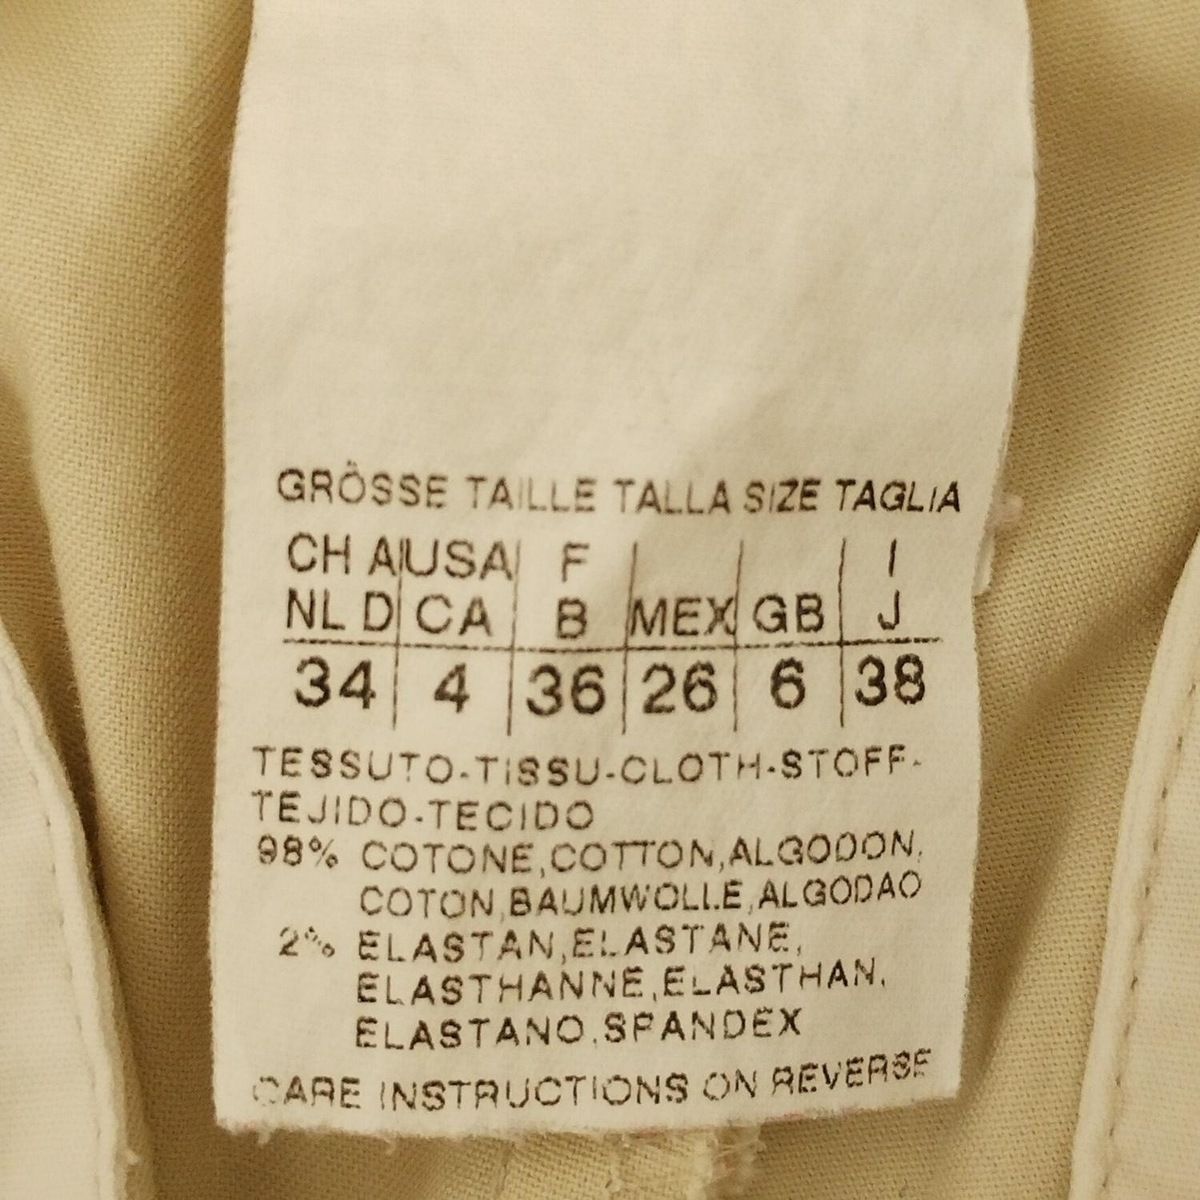 GRÖSSE TAILLE TALLA SIZE TAGLIA
CH A USA F I
NL D CA B MEX GB J
34 4 36 26 6 38
TESSUTO-TISSU-CLOTH-STOFF-
TEJIDO-TECIDO
98% COTONE,COTTON,ALGODON,
COTON,BAUMWOLLE,ALGODAO
2% ELASTAN,ELASTANE,
ELASTHANNE,ELASTHAN,
ELASTANO,SPANDEX
CARE INSTRUCTIONS ON REVERSE